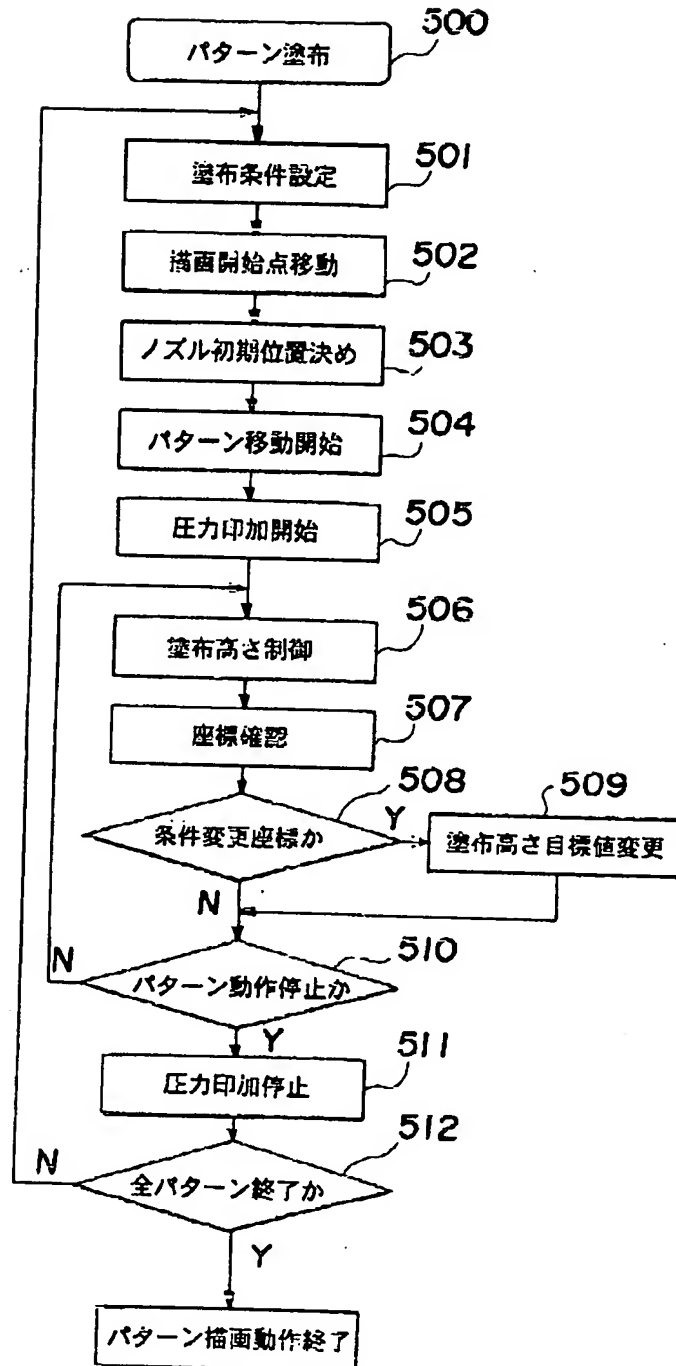 500
パターン塗布
501
塗布条件設定
502
描画開始点移動
503
ノズル初期位置決め
504
パターン移動開始
505
圧力印加開始
506
塗布高さ制御
507
座標確認
508
509
条件変更座標か
Y
塗布高さ目標値変更
N
510
N
パターン動作停止か
Y
511
圧力印加停止
512
N
全パターン終了か
Y
パターン描画動作終了